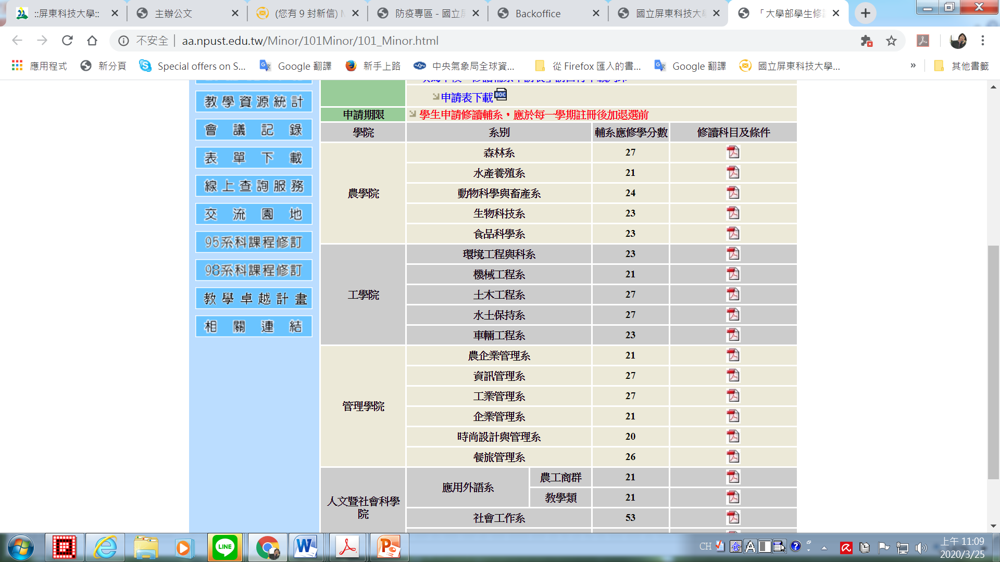 ::屏東科技大學::
主辦公文
(您有 9 封新信)
防疫專區 - 國立
Backoffice
國立屏東科技大
「大學部學生修
不安全
aa.npust.edu.tw/Minor/101Minor/101_Minor.html
應用程式
新分頁
Special offers on S...
Google 翻譯
新手上路
中央氣象局全球資...
從 Firefox 匯入的書...
Google 翻譯
國立屏東科技大學...
»
其他書籤
教學資源統計
會議記錄
表單下載
線上查詢服務
交流園地
95系科課程修訂
98系科課程修訂
教學卓越計畫
相關連結
申請表下載 DOC
申請期限 學生申請修讀輔系，應於每一學期註冊後加退選前
學院 系別 輔系應修學分數 修讀科目及條件
農學院
森林系 27
水產養殖系 21
動物科學與畜產系 24
生物科技系 23
食品科學系 23
工學院
環境工程與科系 23
機械工程系 21
土木工程系 27
水土保持系 27
車輛工程系 23
管理學院
農企業管理系 21
資訊管理系 27
工業管理系 27
企業管理系 21
時尚設計與管理系 20
餐旅管理系 26
人文暨社會科學
院
應用外語系
農工商群 21
教學類 21
社會工作系 53
LINE
CH
上午 11:09
2020/3/25